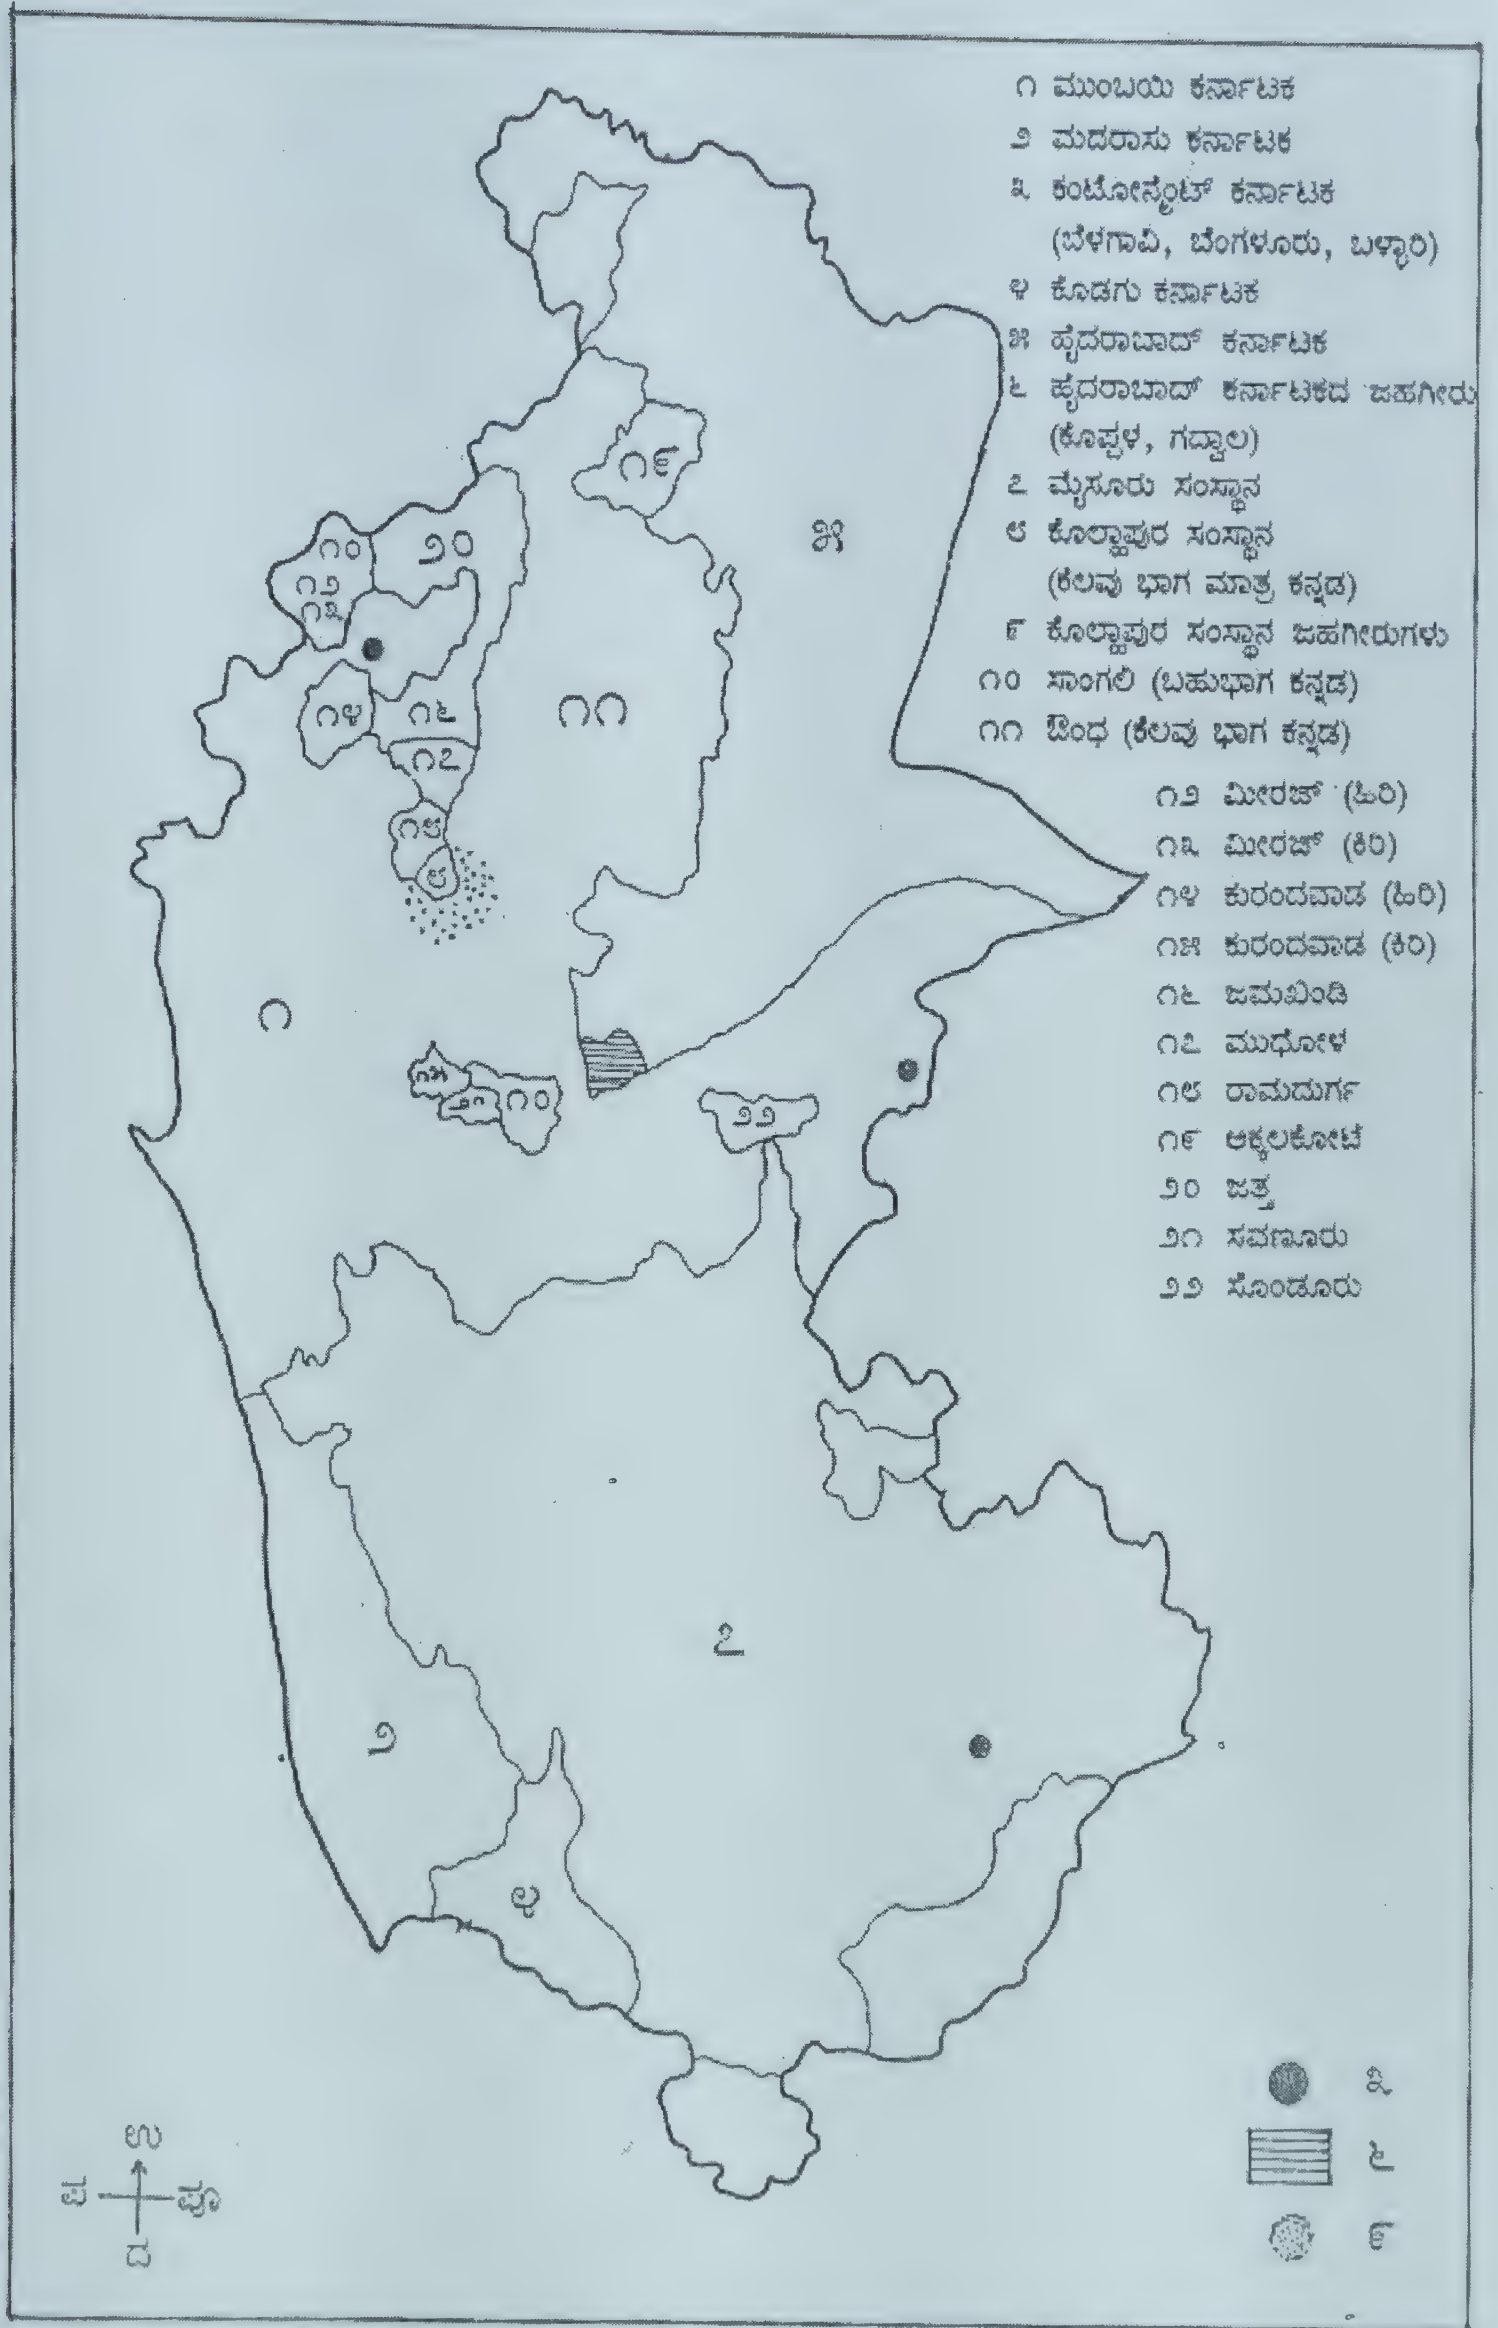 ೧ ಮುಂಬಯಿ ಕರ್ನಾಟಕ
೨ ಮದರಾಸು ಕರ್ನಾಟಕ
೩ ಕಂಟೋನ್ಮೆಂಟ್ ಕರ್ನಾಟಕ
(ಬೆಳಗಾವಿ, ಬೆಂಗಳೂರು, ಬಳ್ಳಾರಿ)
೪ ಕೊಡಗು ಕರ್ನಾಟಕ
೫ ಹೈದರಾಬಾದ್ ಕರ್ನಾಟಕ
೬ ಹೈದರಾಬಾದ್ ಕರ್ನಾಟಕದ ಜಹಗೀರು
(ಕೊಪ್ಪಳ, ಗದ್ವಾಲ)
೭ ಮೈಸೂರು ಸಂಸ್ಥಾನ
೮ ಕೊಲ್ಹಾಪುರ ಸಂಸ್ಥಾನ
(ಕೆಲವು ಭಾಗ ಮಾತ್ರ ಕನ್ನಡ)
೯ ಕೊಲ್ಹಾಪುರ ಸಂಸ್ಥಾನ ಜಹಗೀರುಗಳು
೧೦ ಸಾಂಗಲಿ (ಬಹುಭಾಗ ಕನ್ನಡ)
೧೧ ಔಂಧ (ಕೆಲವು ಭಾಗ ಕನ್ನಡ)
೧೨ ಮೀರಜ್ (ಹಿರಿ)
೧೩ ಮೀರಜ್ (ಕಿರಿ)
೧೪ ಕುರಂದವಾಡ (ಹಿರಿ)
೧೫ ಕುರಂದವಾಡ (ಕಿರಿ)
೧೬ ಜಮಖಂಡಿ
೧೭ ಮುಧೋಳ
೧೮ ರಾಮದುರ್ಗ
೧೯ ಅಕ್ಕಲಕೋಟೆ
೨೦ ಜತ್ತ
೨೧ ಸವಣೂರು
೨೨ ಸೊಂಡೂರು
೧೯
೫
೧೦
೨೦
೧೨
೧೩
೧೪
೧೬
೧೧
೧೭
೧೮
೮
೧
೧೫
೨೧
೧೦
೨೨
೭
೨
೪
೩
೬
೯
ಉ
ಪ
ಪೂ
ದ